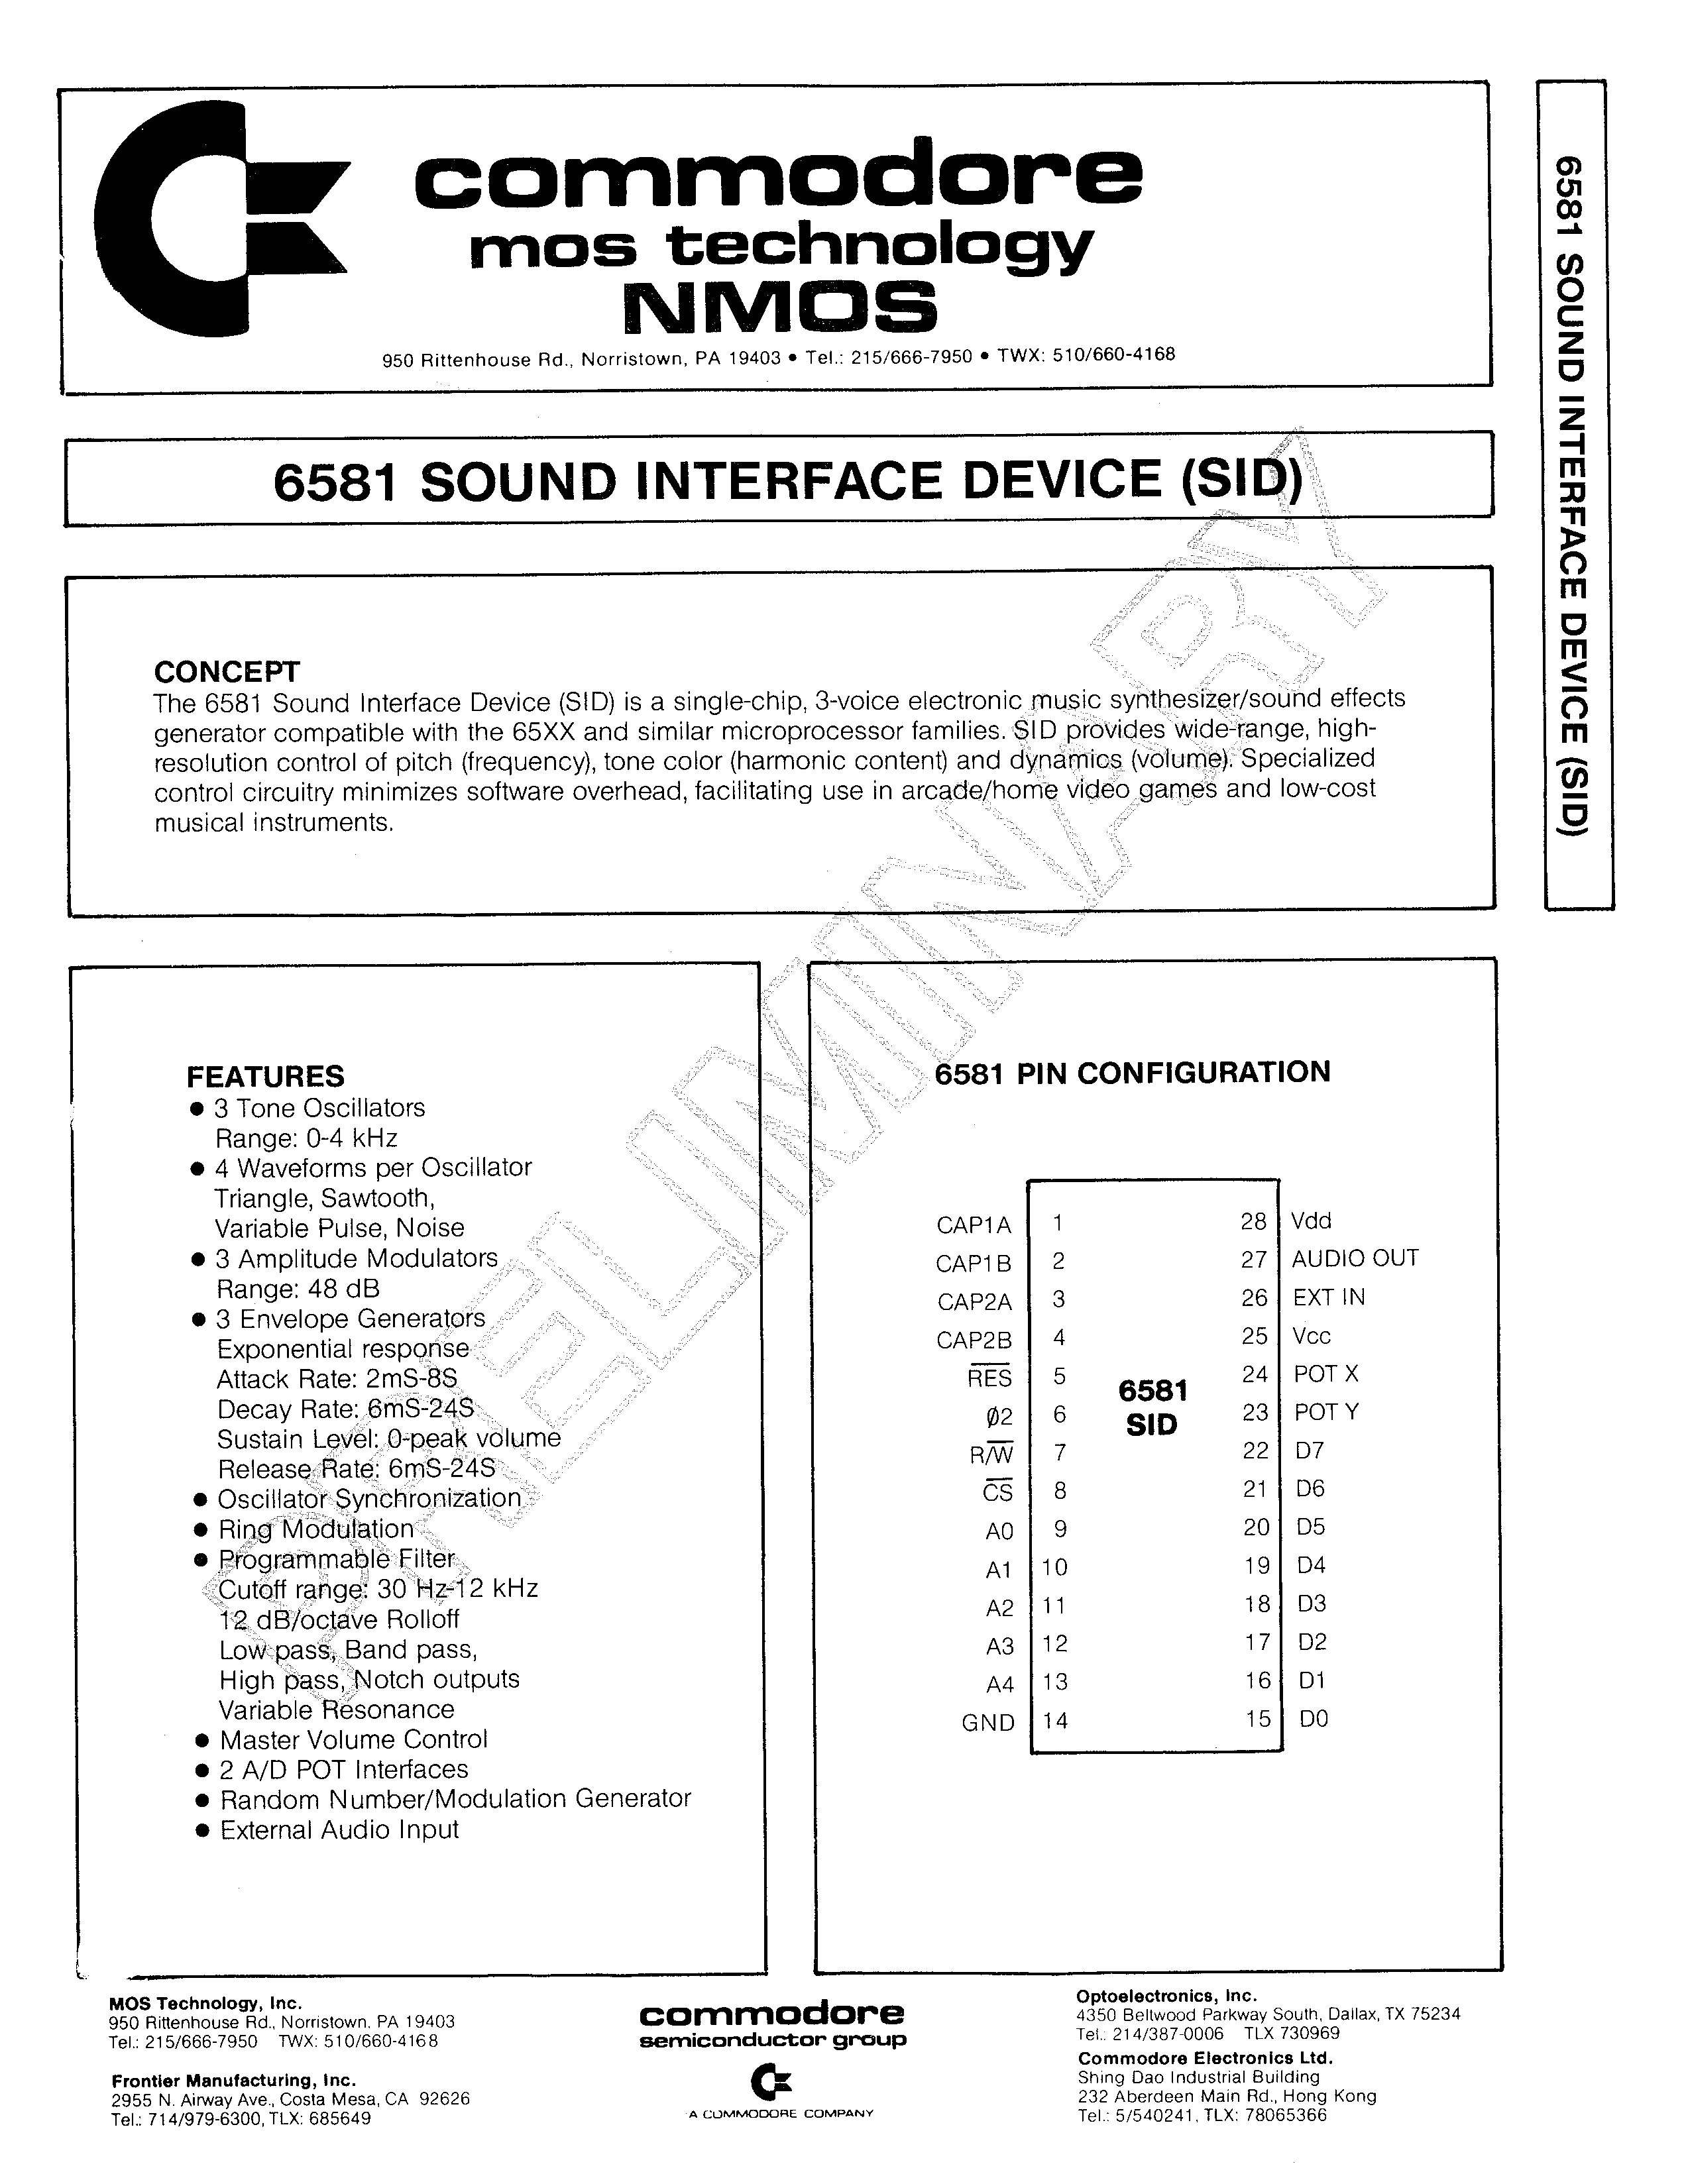 commodore
mos technology
NMOS
950 Rittenhouse Rd., Norristown, PA 19403 • Tel.: 215/666-7950 • TWX: 510/660-4168
6581 SOUND INTERFACE DEVICE (SID)
6581 SOUND INTERFACE DEVICE (SID)
CONCEPT
The 6581 Sound Interface Device (SID) is a single-chip, 3-voice electronic music synthesizer/sound effects
generator compatible with the 65XX and similar microprocessor families. SID provides wide-range, high-
resolution control of pitch (frequency), tone color (harmonic content) and dynamics (volume). Specialized
control circuitry minimizes software overhead, facilitating use in arcade/home video games and low-cost
musical instruments.
PRELIMINARY
FEATURES
● 3 Tone Oscillators
Range: 0-4 kHz
● 4 Waveforms per Oscillator
Triangle, Sawtooth,
Variable Pulse, Noise
● 3 Amplitude Modulators
Range: 48 dB
● 3 Envelope Generators
Exponential response
Attack Rate: 2mS-8S
Decay Rate: 6mS-24S
Sustain Level: 0-peak volume
Release Rate: 6mS-24S
● Oscillator Synchronization
● Ring Modulation
● Programmable Filter
Cutoff range: 30 Hz-12 kHz
12 dB/octave Rolloff
Low pass, Band pass,
High pass, Notch outputs
Variable Resonance
● Master Volume Control
● 2 A/D POT Interfaces
● Random Number/Modulation Generator
● External Audio Input
6581 PIN CONFIGURATION
CAP1A 1 28 Vdd
CAP1B 2 27 AUDIO OUT
CAP2A 3 26 EXT IN
CAP2B 4 25 Vcc
R̅E̅S̅ 5 24 POT X
Ø2 6 23 POT Y
R/W̅ 7 22 D7
C̅S̅ 8 21 D6
A0 9 20 D5
A1 10 19 D4
A2 11 18 D3
A3 12 17 D2
A4 13 16 D1
GND 14 15 D0
6581
SID
MOS Technology, Inc.
950 Rittenhouse Rd., Norristown. PA 19403
Tel.: 215/666-7950 TWX: 510/660-4168
Frontier Manufacturing, Inc.
2955 N. Airway Ave., Costa Mesa, CA 92626
Tel.: 714/979-6300, TLX: 685649
commodore
semiconductor group
A COMMODORE COMPANY
Optoelectronics, Inc.
4350 Beltwood Parkway South, Dallax, TX 75234
Tel.: 214/387-0006 TLX 730969
Commodore Electronics Ltd.
Shing Dao Industrial Building
232 Aberdeen Main Rd., Hong Kong
Tel.: 5/540241, TLX: 78065366